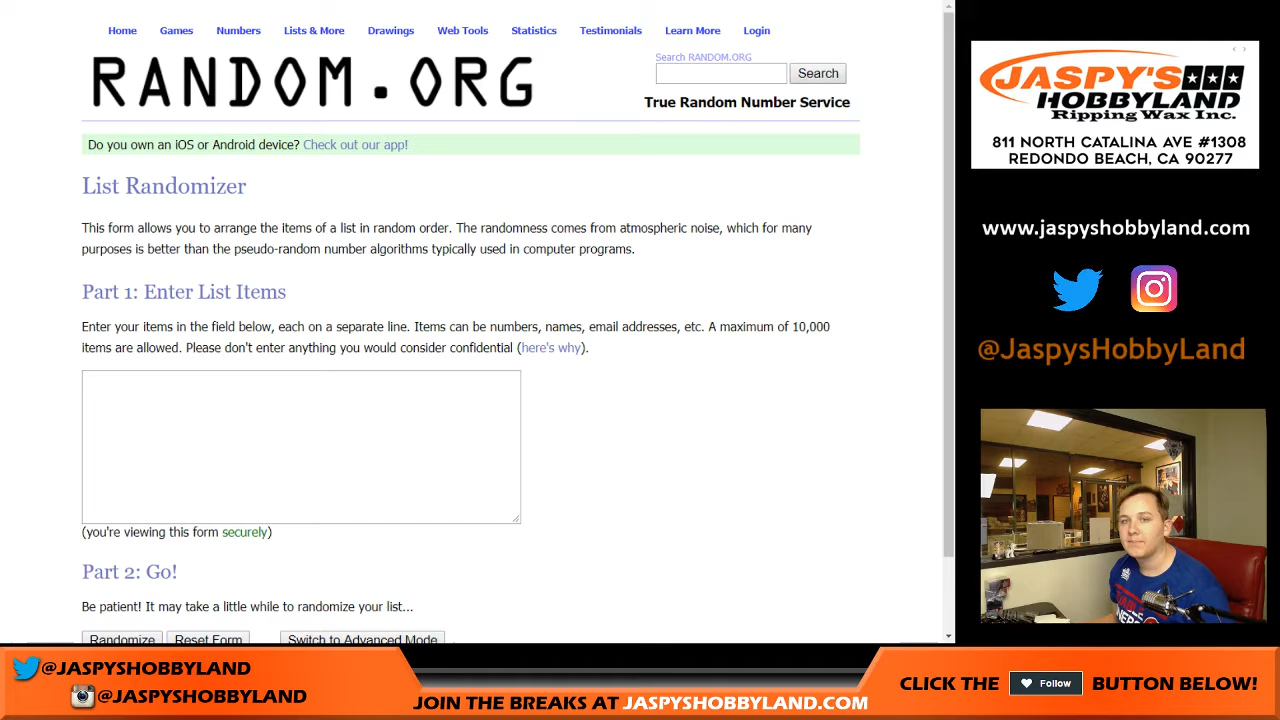 Home Games Numbers Lists & More Drawings Web Tools Statistics Testimonials Learn More Login
RANDOM.ORG
Search RANDOM.ORG
Search
True Random Number Service
Do you own an iOS or Android device? Check out our app!
List Randomizer
This form allows you to arrange the items of a list in random order. The randomness comes from atmospheric noise, which for many
purposes is better than the pseudo-random number algorithms typically used in computer programs.
Part 1: Enter List Items
Enter your items in the field below, each on a separate line. Items can be numbers, names, email addresses, etc. A maximum of 10,000
items are allowed. Please don't enter anything you would consider confidential (here's why).
(you're viewing this form securely)
Part 2: Go!
Be patient! It may take a little while to randomize your list...
Randomize Reset Form Switch to Advanced Mode
JASPY'S
HOBBYLAND
Ripping Wax Inc.
811 NORTH CATALINA AVE #1308
REDONDO BEACH, CA 90277
www.jaspyshobbyland.com
@JaspysHobbyLand
@JASPYSHOBBYLAND
@JASPYSHOBBYLAND
JOIN THE BREAKS AT JASPYSHOBBYLAND.COM
CLICK THE Follow BUTTON BELOW!